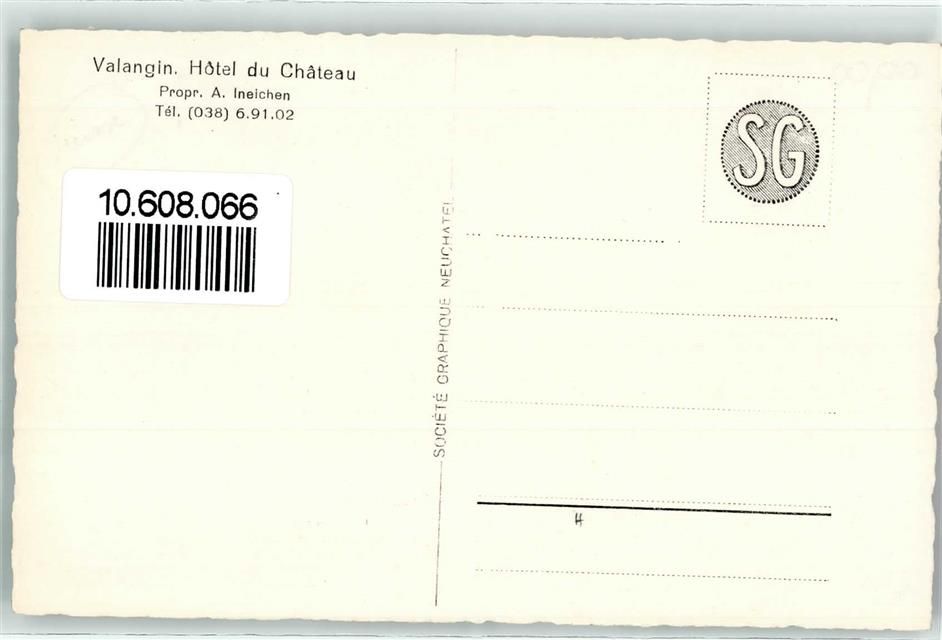 Valangin. Hôtel du Château
Propr. A. Ineichen
Tél. (038) 6.91.02
10.608.066
SOCIÉTÉ GRAPHIQUE NEUCHATEL
SG
H